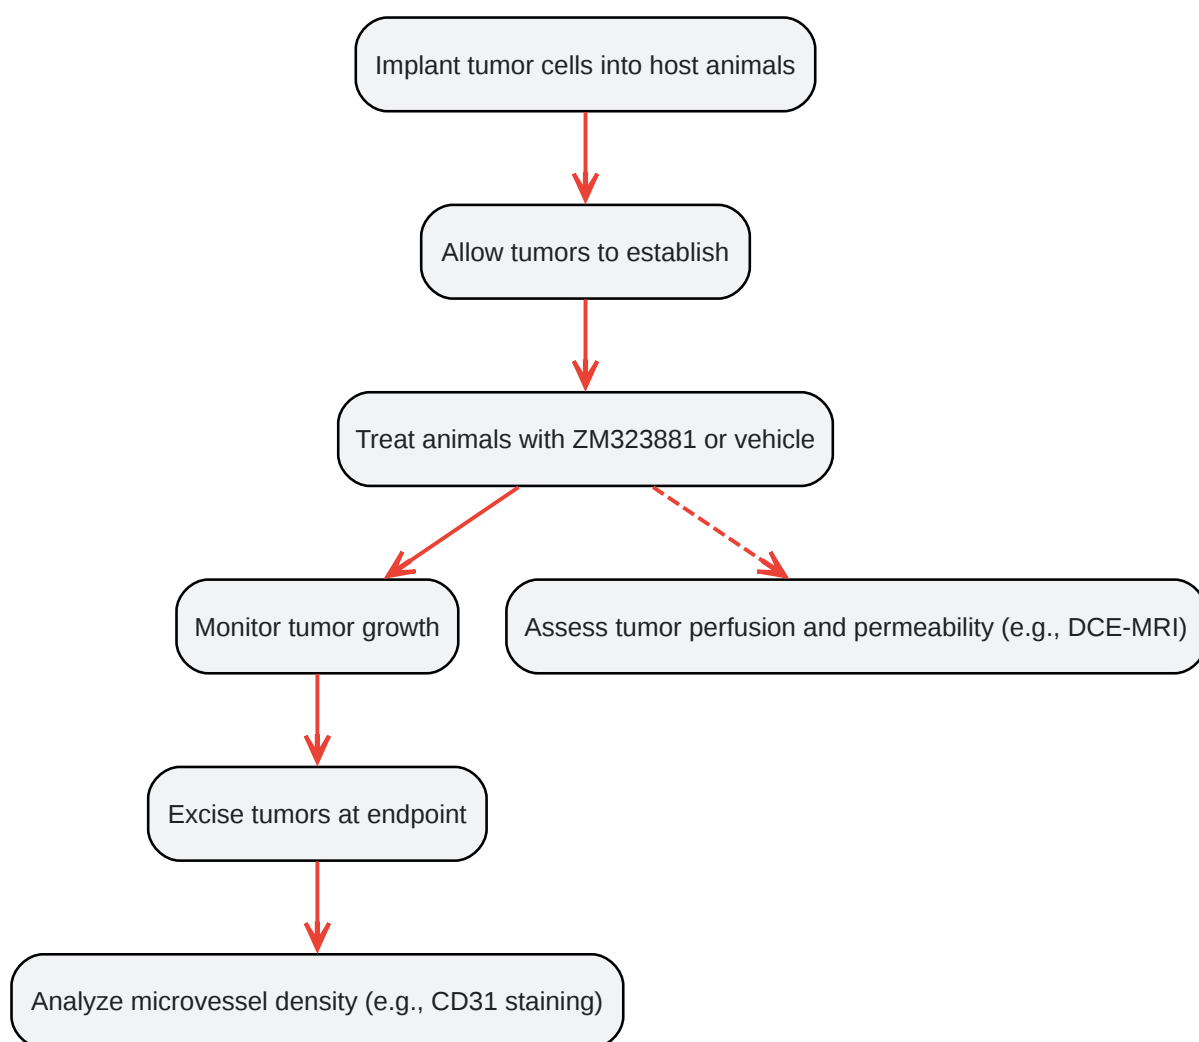 Implant tumor cells into host animals
Allow tumors to establish
Treat animals with ZM323881 or vehicle
Monitor tumor growth
Assess tumor perfusion and permeability (e.g., DCE-MRI)
Excise tumors at endpoint
Analyze microvessel density (e.g., CD31 staining)